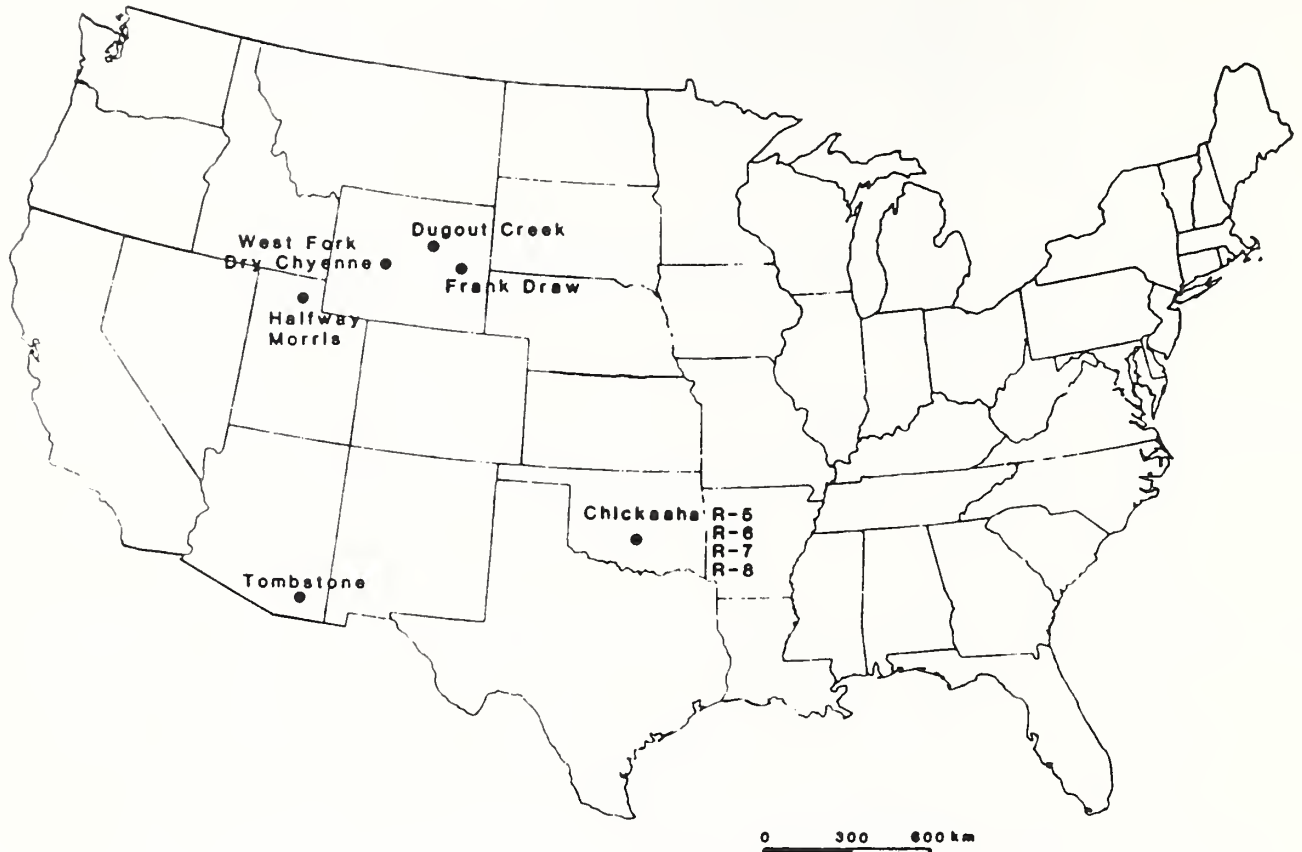 Dugout Creek
West Fork
Dry Chyenne
Frank Draw
Halfway
Morris
Chickasha R-5
R-6
R-7
R-8
Tombstone
0 300 600 km